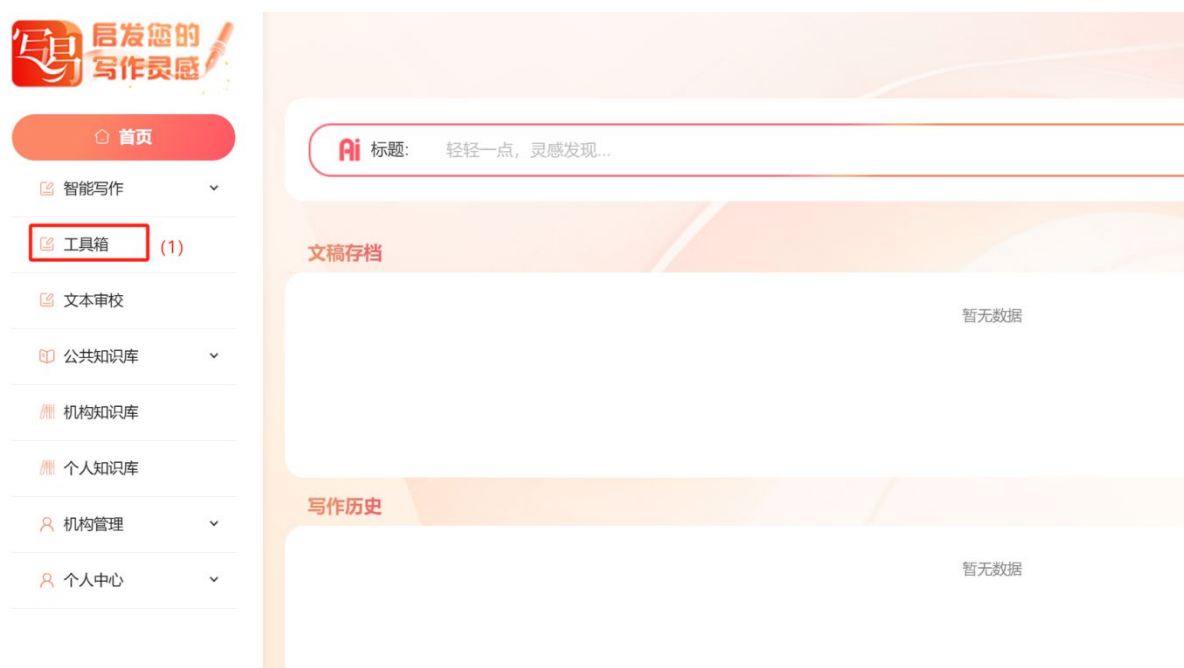 写易
启发您的
写作灵感
首页
智能写作
工具箱 (1)
文本审校
公共知识库
机构知识库
个人知识库
机构管理
个人中心
Ai 标题: 轻轻一点，灵感发现...
文稿存档
暂无数据
写作历史
暂无数据